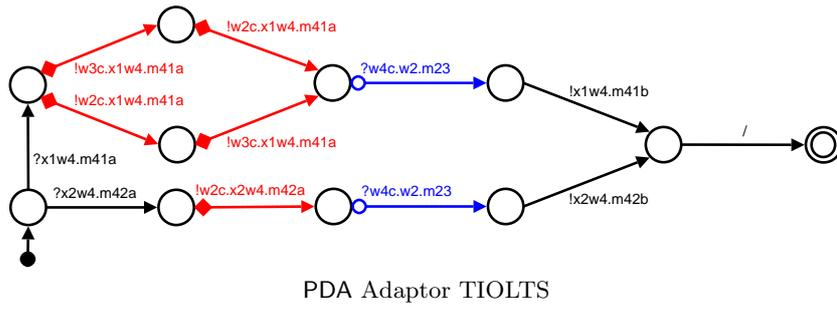 !w2c.x1w4.m41a
!w3c.x1w4.m41a
?w4c.w2.m23
!x1w4.m41b
!w2c.x1w4.m41a
/
!w3c.x1w4.m41a
?x1w4.m41a
?x2w4.m42a
!w2c.x2w4.m42a
?w4c.w2.m23
!x2w4.m42b
PDA Adaptor TIOLTS